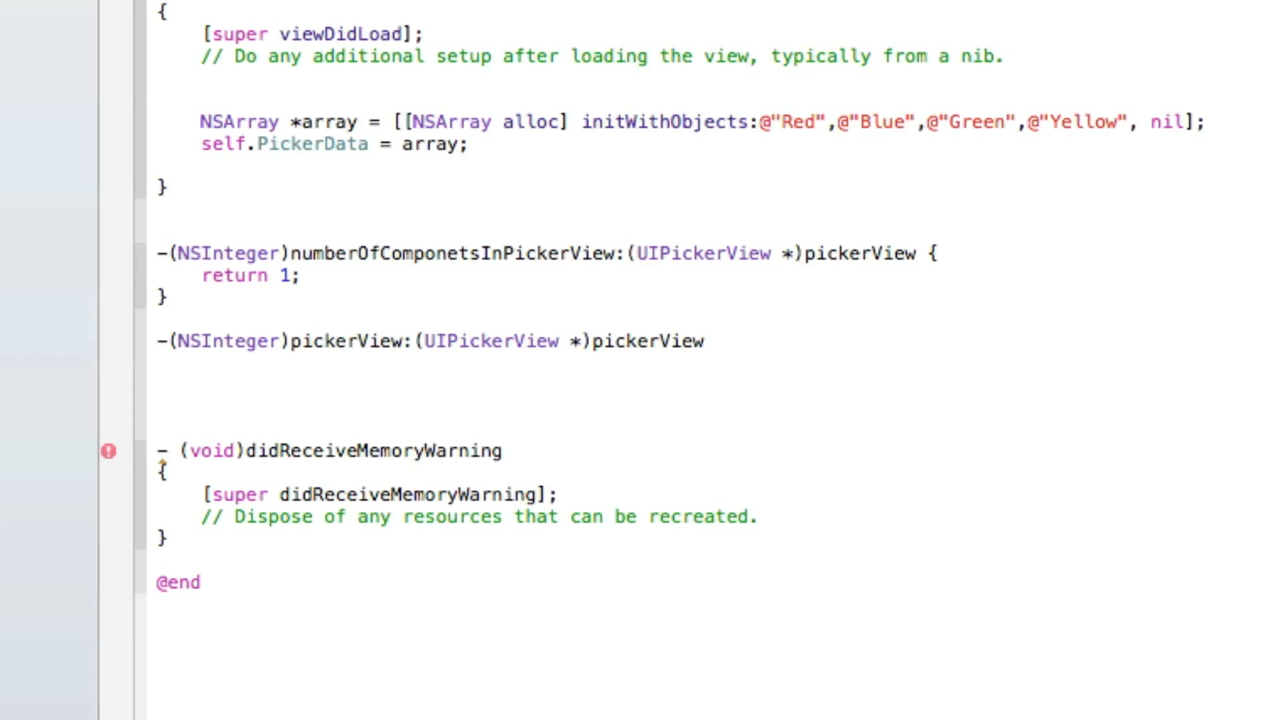 {
[super viewDidLoad];
// Do any additional setup after loading the view, typically from a nib.
NSArray *array = [[NSArray alloc] initWithObjects:@"Red",@"Blue",@"Green",@"Yellow", nil];
self.PickerData = array;
}
-(NSInteger)numberOfComponetsInPickerView:(UIPickerView *)pickerView {
return 1;
}
-(NSInteger)pickerView:(UIPickerView *)pickerView
- (void)didReceiveMemoryWarning
{
[super didReceiveMemoryWarning];
// Dispose of any resources that can be recreated.
}
@end